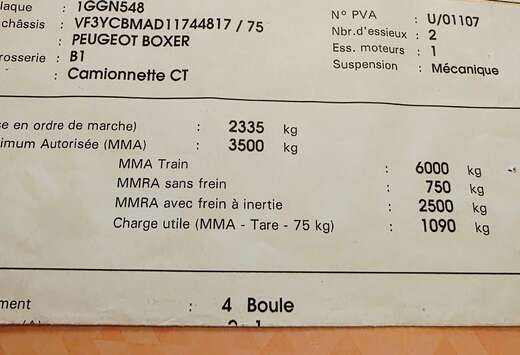 laque : 1GGN548 N° PVA : U/01107
châssis : VF3YCBMAD11744817 / 75 Nbr.d'essieux : 2
: PEUGEOT BOXER Ess. moteurs : 1
rosserie : B1 Suspension : Mécanique
: Camionnette CT
se en ordre de marche) : 2335 kg
imum Autorisée (MMA) : 3500 kg
MMA Train : 6000 kg
MMRA sans frein : 750 kg
MMRA avec frein à inertie : 2500 kg
Charge utile (MMA - Tare - 75 kg) : 1090 kg
ment : 4 Boule